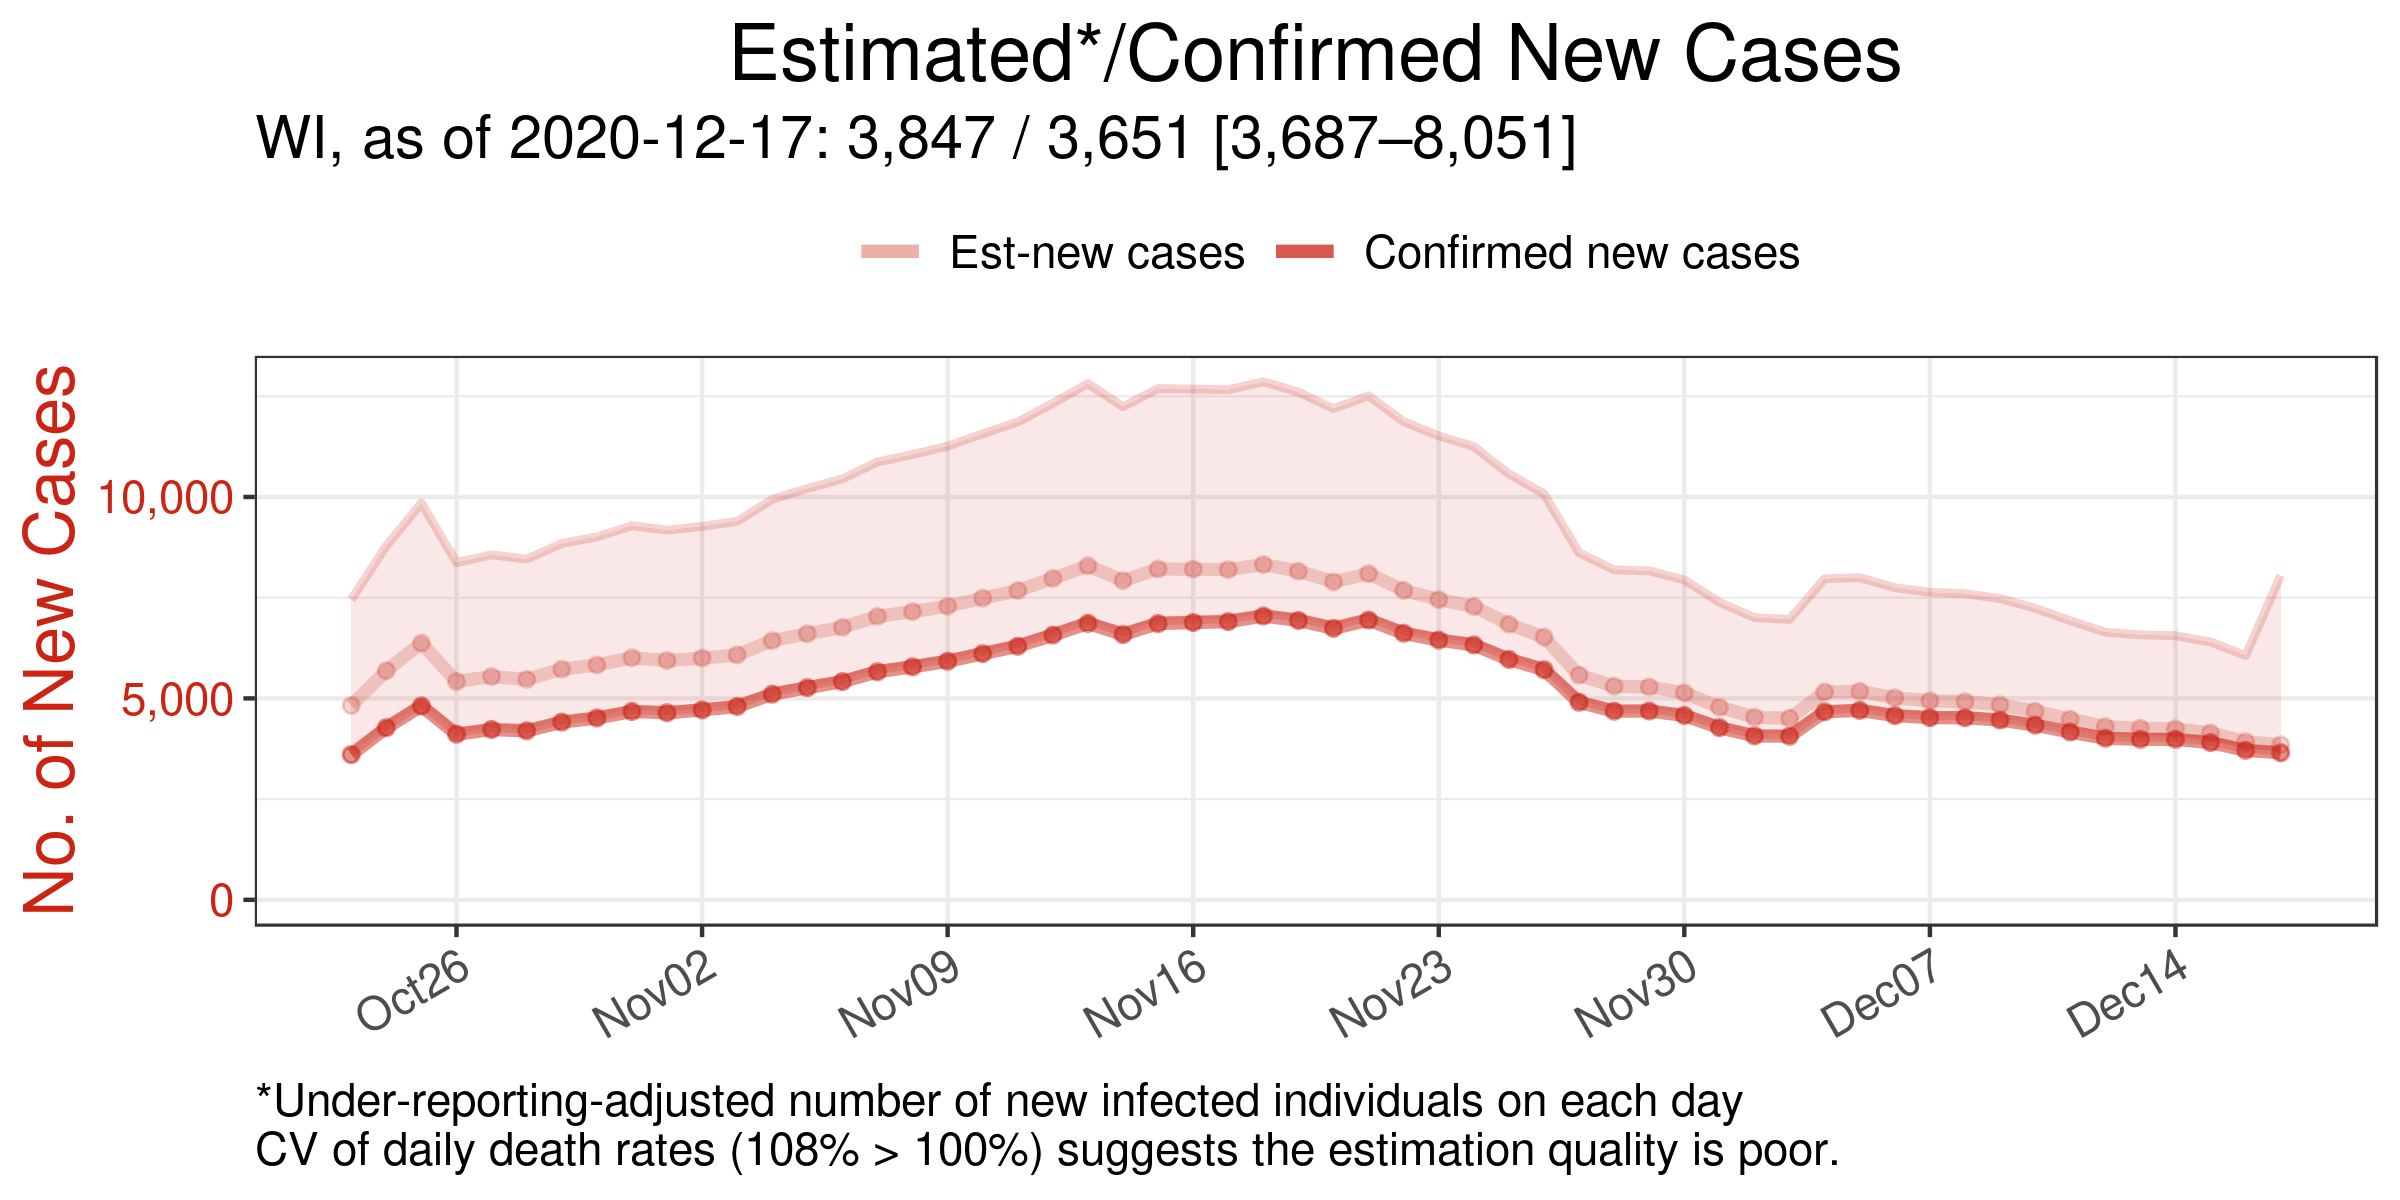 Estimated*/Confirmed New Cases
WI, as of 2020-12-17: 3,847 / 3,651 [3,687–8,051]
Est-new cases
Confirmed new cases
No. of New Cases
10,000
5,000
0
Oct26
Nov02
Nov09
Nov16
Nov23
Nov30
Dec07
Dec14
*Under-reporting-adjusted number of new infected individuals on each day
CV of daily death rates (108% > 100%) suggests the estimation quality is poor.